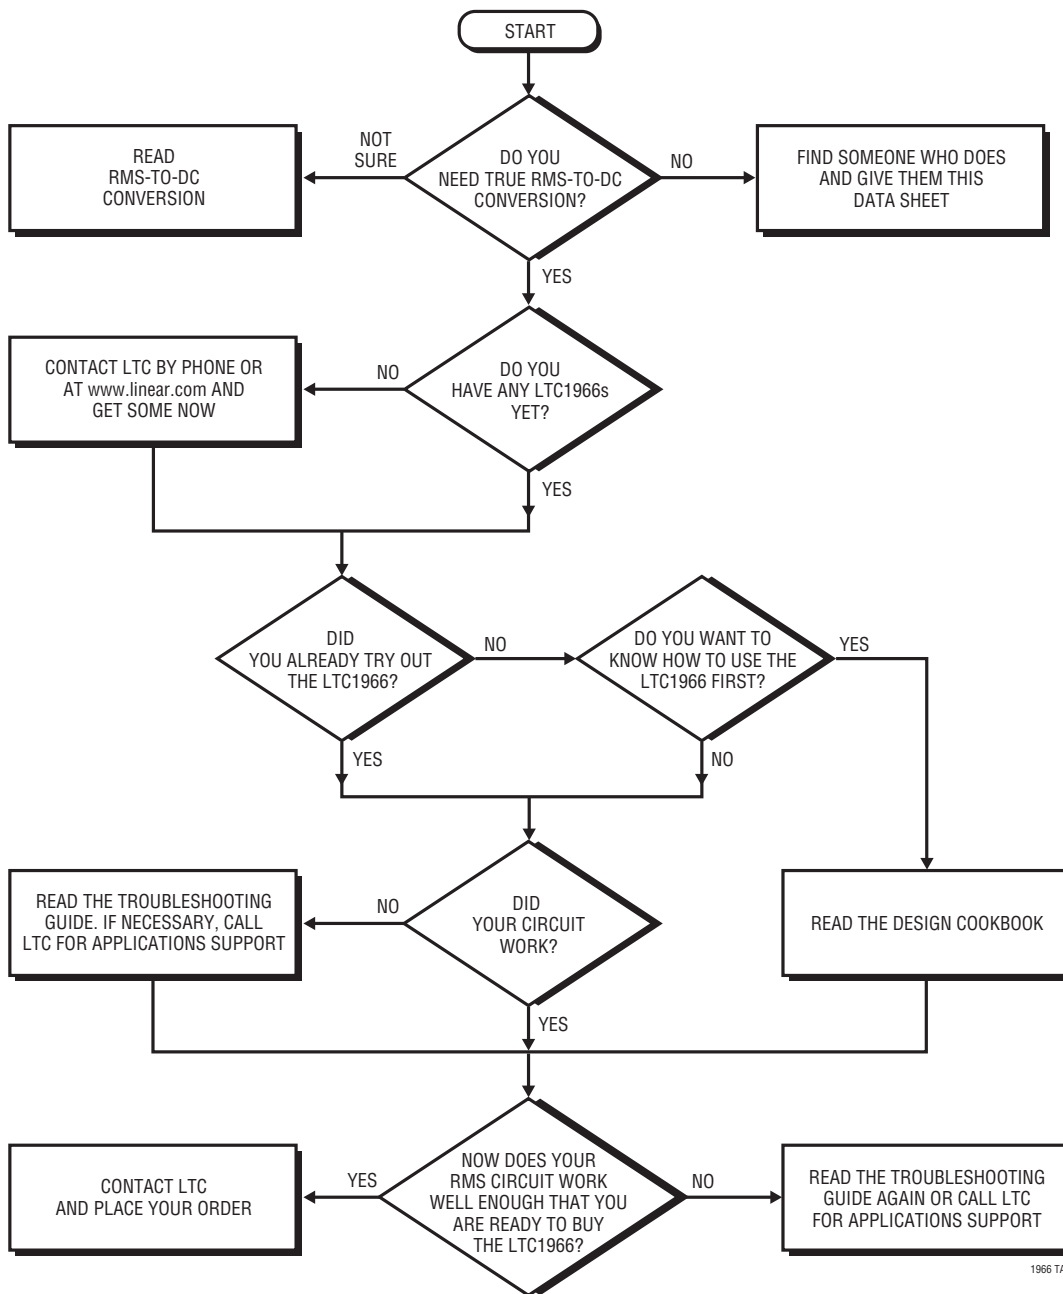 START
NOT
SURE
READ
RMS-TO-DC
CONVERSION
DO YOU
NEED TRUE RMS-TO-DC
CONVERSION?
NO
FIND SOMEONE WHO DOES
AND GIVE THEM THIS
DATA SHEET
YES
CONTACT LTC BY PHONE OR
AT www.linear.com AND
GET SOME NOW
NO
DO YOU
HAVE ANY LTC1966s
YET?
YES
DID
YOU ALREADY TRY OUT
THE LTC1966?
NO
DO YOU WANT TO
KNOW HOW TO USE THE
LTC1966 FIRST?
YES
YES
NO
READ THE TROUBLESHOOTING
GUIDE. IF NECESSARY, CALL
LTC FOR APPLICATIONS SUPPORT
NO
DID
YOUR CIRCUIT
WORK?
READ THE DESIGN COOKBOOK
YES
CONTACT LTC
AND PLACE YOUR ORDER
YES
NOW DOES YOUR
RMS CIRCUIT WORK
WELL ENOUGH THAT YOU
ARE READY TO BUY
THE LTC1966?
NO
READ THE TROUBLESHOOTING
GUIDE AGAIN OR CALL LTC
FOR APPLICATIONS SUPPORT
1966 TA